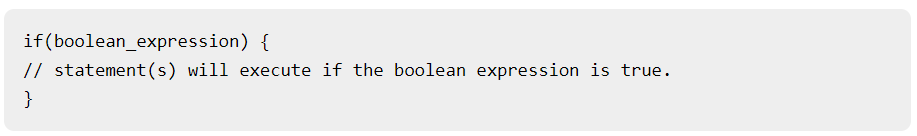 if(boolean_expression) {
// statement(s) will execute if the boolean expression is true.
}